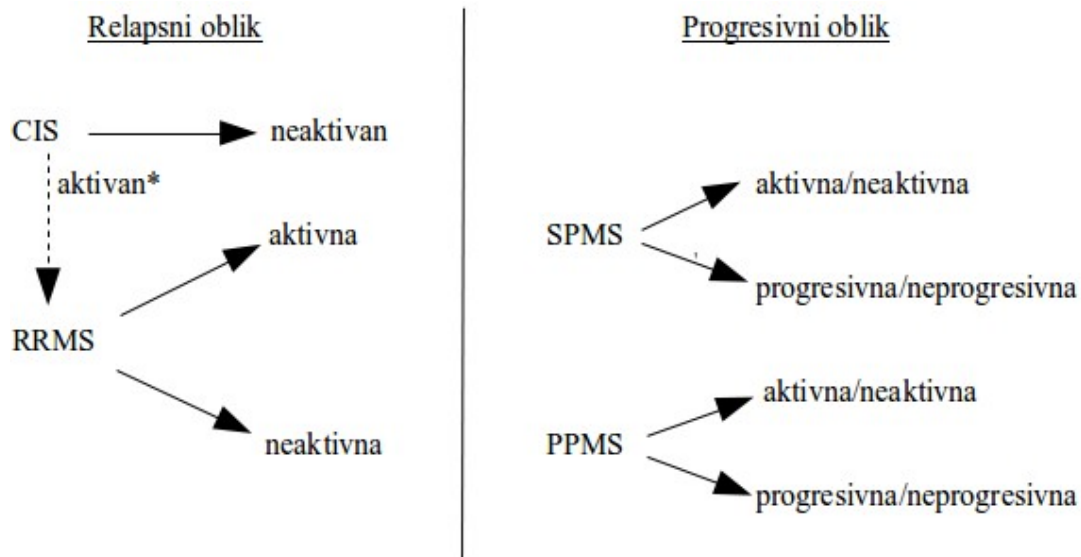 Relapsni oblik
CIS
neaktivan
aktivan*
aktivna
RRMS
neaktivna
Progresivni oblik
aktivna/neaktivna
SPMS
progresivna/neprogresivna
aktivna/neaktivna
PPMS
progresivna/neprogresivna